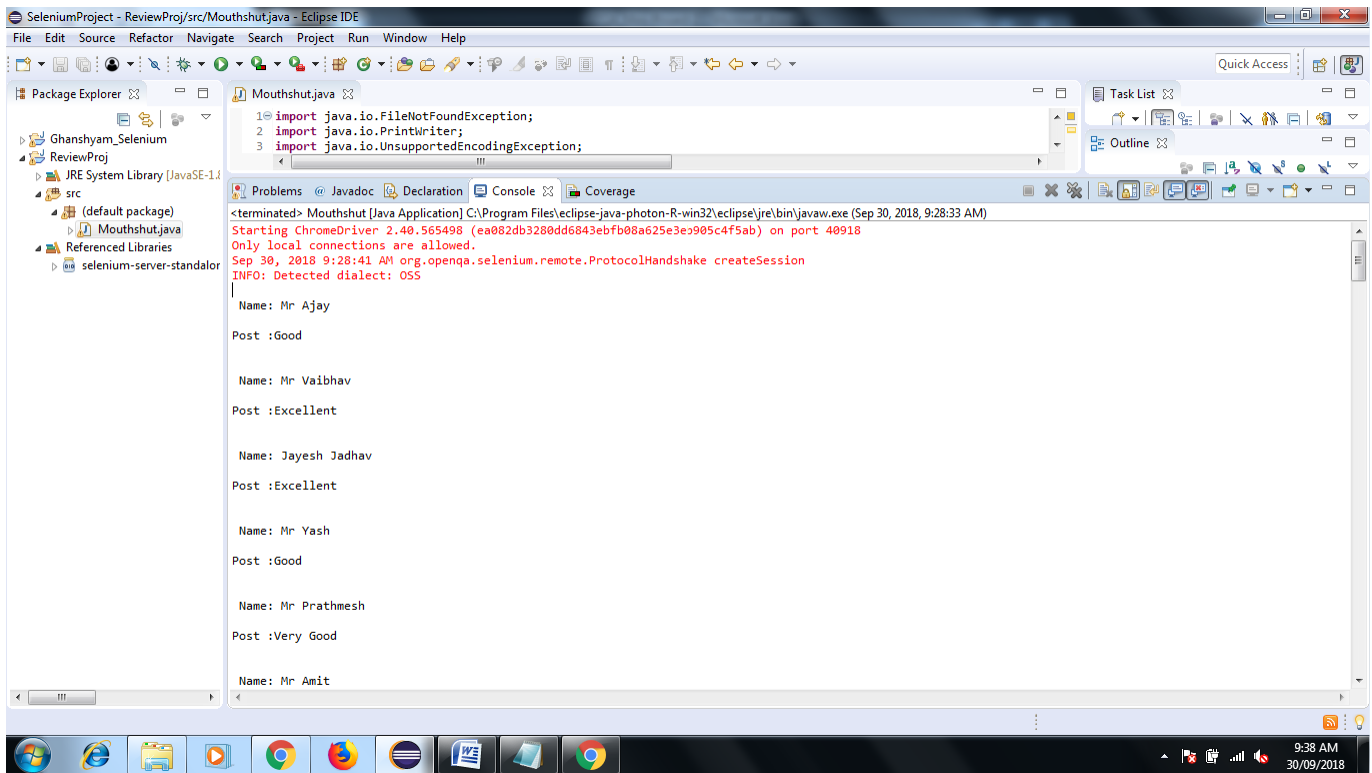 SeleniumProject - ReviewProj/src/Mouthshut.java - Eclipse IDE
File Edit Source Refactor Navigate Search Project Run Window Help
Quick Access
Package Explorer
Ghanshyam_Selenium
ReviewProj
JRE System Library [JavaSE-1.8
src
(default package)
Mouthshut.java
Referenced Libraries
selenium-server-standalon
Mouthshut.java
1 import java.io.FileNotFoundException;
2 import java.io.PrintWriter;
3 import java.io.UnsupportedEncodingException;
Task List
Outline
Problems @ Javadoc Declaration Console Coverage
<terminated> Mouthshut [Java Application] C:\Program Files\eclipse-java-photon-R-win32\eclipse\jre\bin\javaw.exe (Sep 30, 2018, 9:28:33 AM)
Starting ChromeDriver 2.40.565498 (ea082db3280dd6843ebfb08a625e3eb905c4f5ab) on port 40918
Only local connections are allowed.
Sep 30, 2018 9:28:41 AM org.openqa.selenium.remote.ProtocolHandshake createSession
INFO: Detected dialect: OSS
Name: Mr Ajay
Post :Good
Name: Mr Vaibhav
Post :Excellent
Name: Jayesh Jadhav
Post :Excellent
Name: Mr Yash
Post :Good
Name: Mr Prathmesh
Post :Very Good
Name: Mr Amit
9:38 AM
30/09/2018